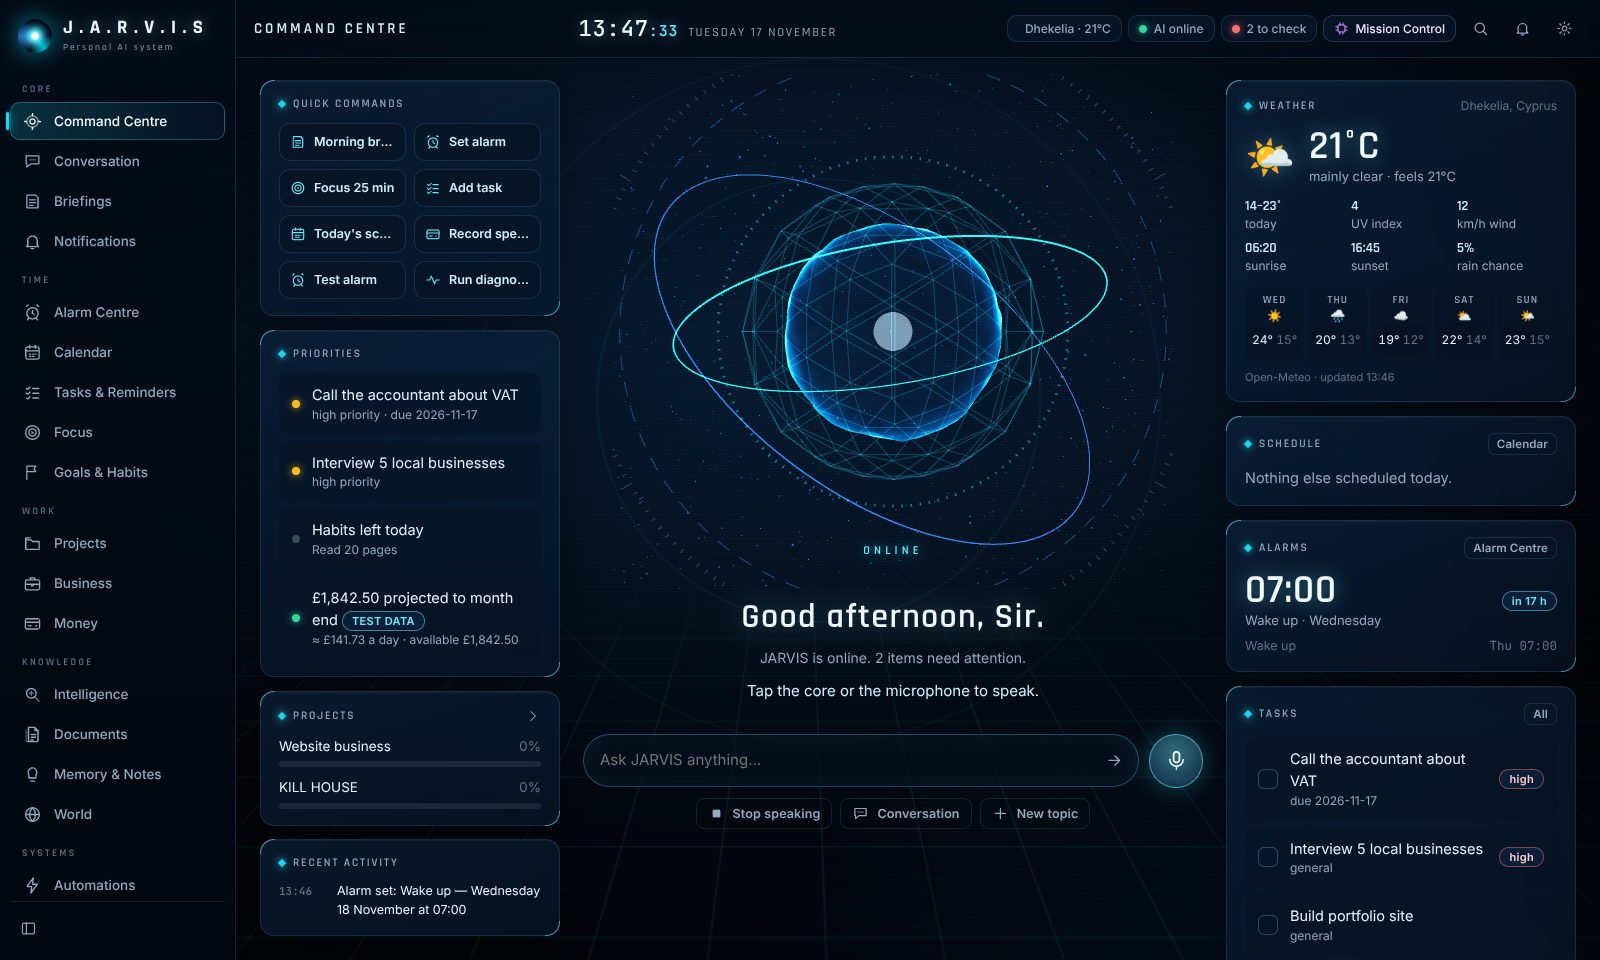 J.A.R.V.I.S
Personal AI system
CORE
Command Centre
Conversation
Briefings
Notifications
TIME
Alarm Centre
Calendar
Tasks & Reminders
Focus
Goals & Habits
WORK
Projects
Business
Money
KNOWLEDGE
Intelligence
Documents
Memory & Notes
World
SYSTEMS
Automations
COMMAND CENTRE
13:47:33 TUESDAY 17 NOVEMBER
Dhekelia · 21°C
AI online
2 to check
Mission Control
QUICK COMMANDS
Morning br...
Set alarm
Focus 25 min
Add task
Today's sc...
Record spe...
Test alarm
Run diagno...
PRIORITIES
Call the accountant about VAT
high priority · due 2026-11-17
Interview 5 local businesses
high priority
Habits left today
Read 20 pages
£1,842.50 projected to month
end TEST DATA
≈ £141.73 a day · available £1,842.50
PROJECTS
Website business 0%
KILL HOUSE 0%
RECENT ACTIVITY
13:46 Alarm set: Wake up — Wednesday
18 November at 07:00
ONLINE
Good afternoon, Sir.
JARVIS is online. 2 items need attention.
Tap the core or the microphone to speak.
Ask JARVIS anything...
Stop speaking
Conversation
New topic
WEATHER
Dhekelia, Cyprus
21°C
mainly clear · feels 21°C
14-23° 4 12
today UV index km/h wind
06:20 16:45 5%
sunrise sunset rain chance
WED THU FRI SAT SUN
24° 15° 20° 13° 19° 12° 22° 14° 23° 15°
Open-Meteo · updated 13:46
SCHEDULE
Calendar
Nothing else scheduled today.
ALARMS
Alarm Centre
07:00
in 17 h
Wake up · Wednesday
Wake up Thu 07:00
TASKS
All
Call the accountant about
VAT
high
due 2026-11-17
Interview 5 local businesses
high
general
Build portfolio site
general